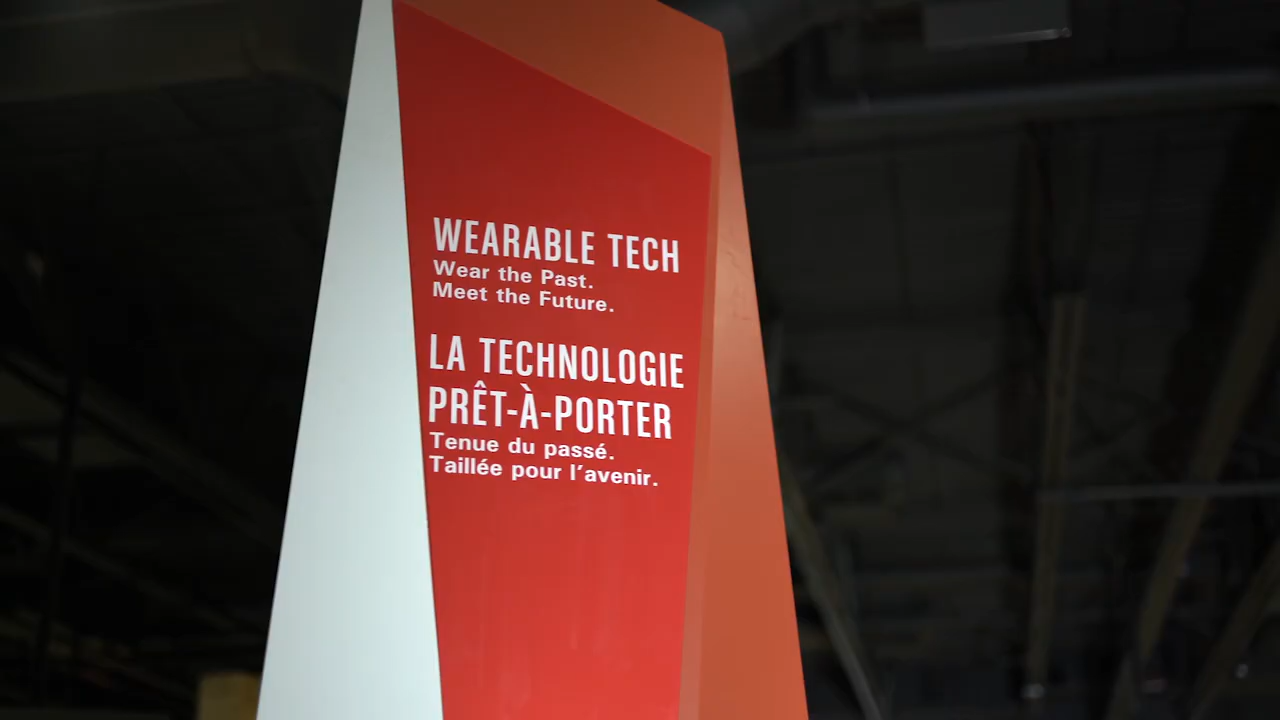 WEARABLE TECH
Wear the Past.
Meet the Future.
LA TECHNOLOGIE
PRÊT-À-PORTER
Tenue du passé.
Taillée pour l'avenir.